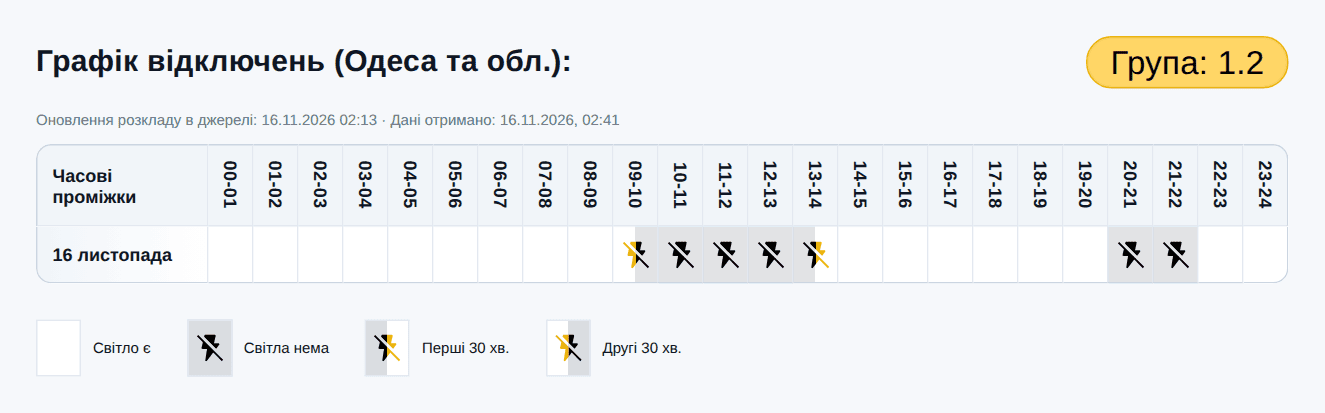 Графік відключень (Одеса та обл.):
Група: 1.2
Оновлення розкладу в джерелі: 16.11.2026 02:13 · Дані отримано: 16.11.2026, 02:41
Часові
проміжки
00-01
01-02
02-03
03-04
04-05
05-06
06-07
07-08
08-09
09-10
10-11
11-12
12-13
13-14
14-15
15-16
16-17
17-18
18-19
19-20
20-21
21-22
22-23
23-24
16 листопада
Світло є
Світла нема
Перші 30 хв.
Другі 30 хв.